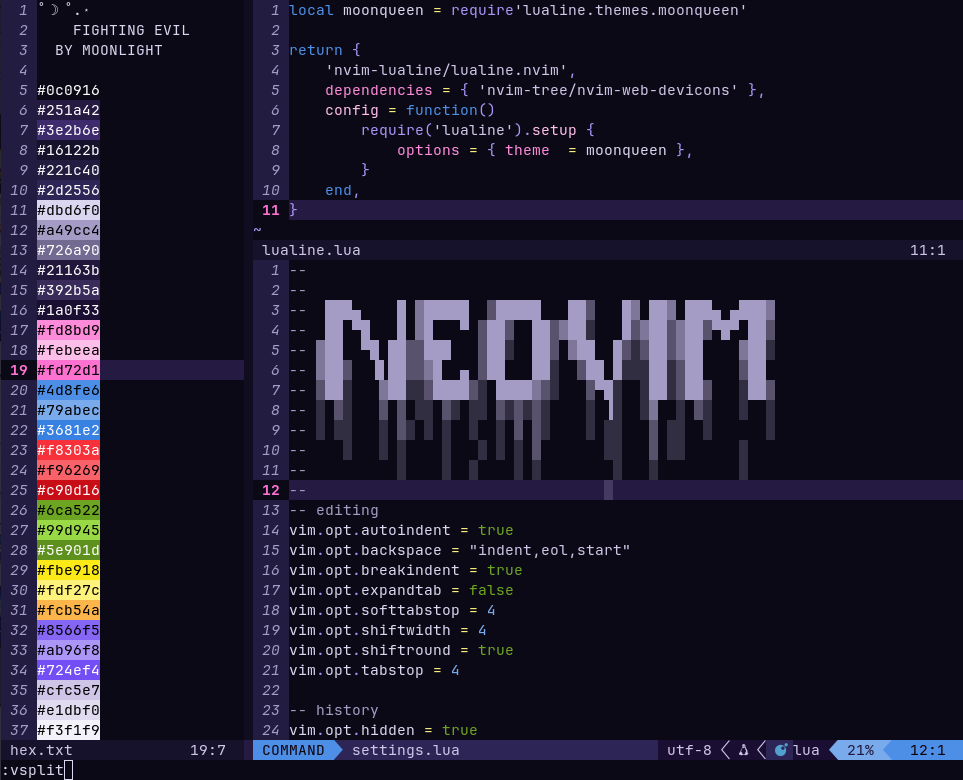 1 ˚☽˚.·
2 FIGHTING EVIL
3 BY MOONLIGHT
4
5 #0c0916
6 #251a42
7 #3e2b6e
8 #16122b
9 #221c40
10 #2d2556
11 #dbd6f0
12 #a49cc4
13 #726a90
14 #21163b
15 #392b5a
16 #1a0f33
17 #fd8bd9
18 #febeea
19 #fd72d1
20 #4d8fe6
21 #79abec
22 #3681e2
23 #f8303a
24 #f96269
25 #c90d16
26 #6ca522
27 #99d945
28 #5e901d
29 #fbe918
30 #fdf27c
31 #fcb54a
32 #8566f5
33 #ab96f8
34 #724ef4
35 #cfc5e7
36 #e1dbf0
37 #f3f1f9
hex.txt 19:7
1 local moonqueen = require'lualine.themes.moonqueen'
2
3 return {
4     'nvim-lualine/lualine.nvim',
5     dependencies = { 'nvim-tree/nvim-web-devicons' },
6     config = function()
7         require('lualine').setup {
8             options = { theme  = moonqueen },
9         }
10     end,
11 }
~
lualine.lua 11:1
1 --
2 --
3 --
4 --
5 --
6 --
7 --
8 --
9 --
10 --
11 --
12 --
NEOVIM
13 -- editing
14 vim.opt.autoindent = true
15 vim.opt.backspace = "indent,eol,start"
16 vim.opt.breakindent = true
17 vim.opt.expandtab = false
18 vim.opt.softtabstop = 4
19 vim.opt.shiftwidth = 4
20 vim.opt.shiftround = true
21 vim.opt.tabstop = 4
22
23 -- history
24 vim.opt.hidden = true
COMMAND settings.lua utf-8 lua 21% 12:1
:vsplit